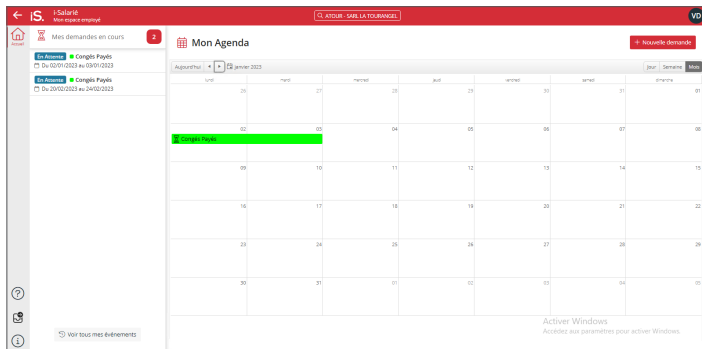 iS. i-Salarié
Mon espace employé
ATOUR - SARL LA TOURANGEL
VD
Accueil
Mes demandes en cours 2
En Attente Congés Payés
Du 02/01/2023 au 03/01/2023
En Attente Congés Payés
Du 20/02/2023 au 24/02/2023
Voir tous mes événements
Mon Agenda
+ Nouvelle demande
Aujourd'hui janvier 2023 Jour Semaine Mois
lundi mardi mercredi jeudi vendredi samedi dimanche
26 27 28 29 30 31 01
02 03 04 05 06 07 08
Congés Payés
09 10 11 12 13 14 15
16 17 18 19 20 21 22
23 24 25 26 27 28 29
30 31 01 02 03 04 05
Activer Windows
Accédez aux paramètres pour activer Windows.